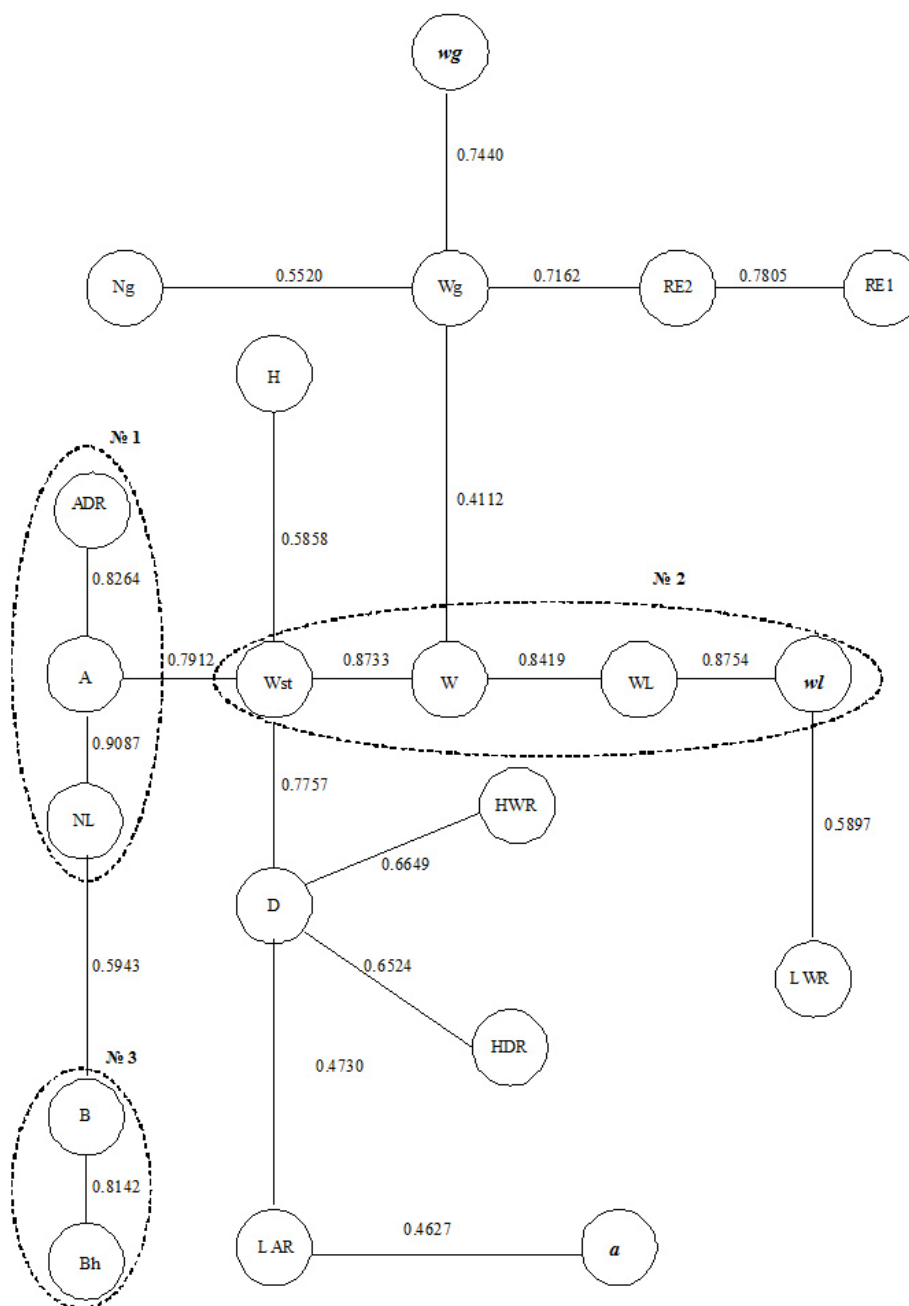 wg
0.7440
Ng
0.5520
Wg
0.7162
RE2
0.7805
RE1
H
№ 1
ADR
0.4112
0.5858
0.8264
№ 2
A
0.7912
Wst
0.8733
W
0.8419
WL
0.8754
wl
0.9087
0.7757
HWR
NL
0.5897
0.6649
D
0.5943
0.6524
LWR
HDR
№ 3
0.4730
B
0.8142
0.4627
LAR
a
Bh